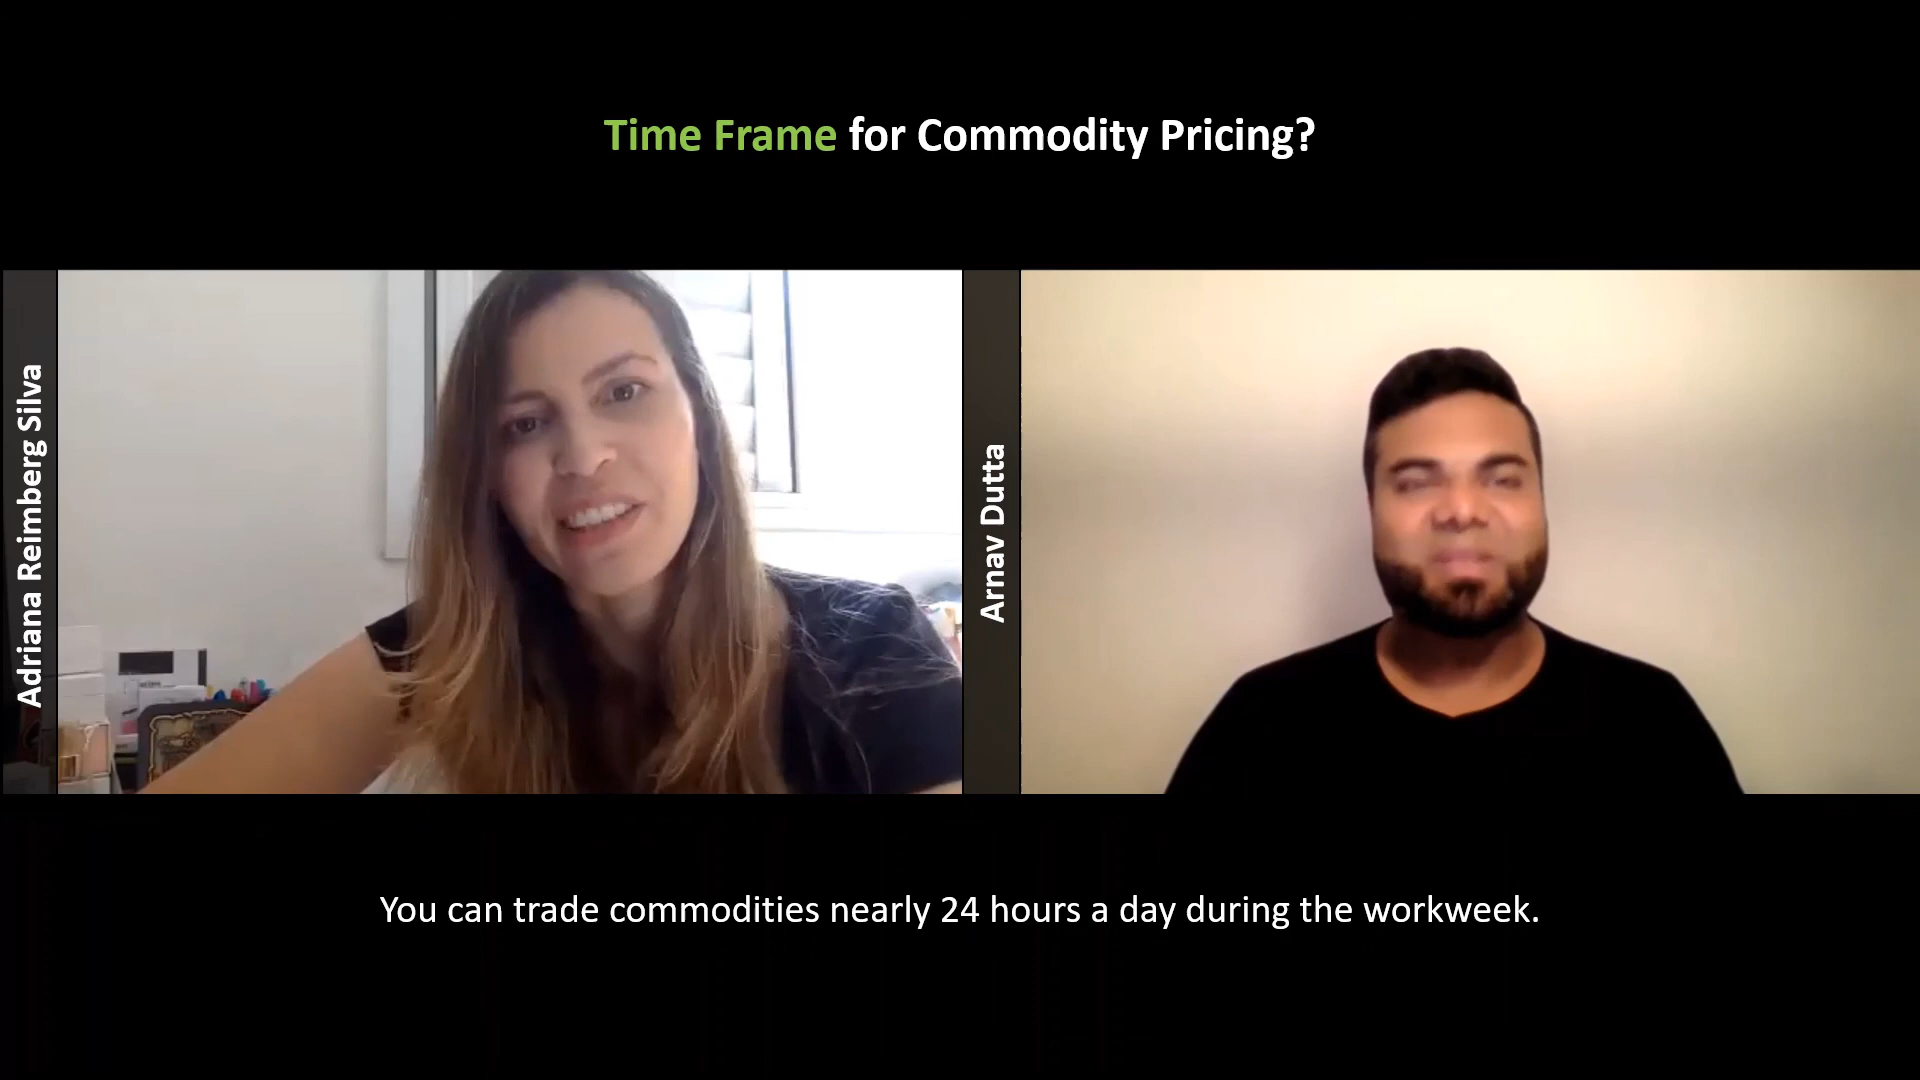 Time Frame for Commodity Pricing?
Adriana Reimberg Silva
Arnav Dutta
You can trade commodities nearly 24 hours a day during the workweek.